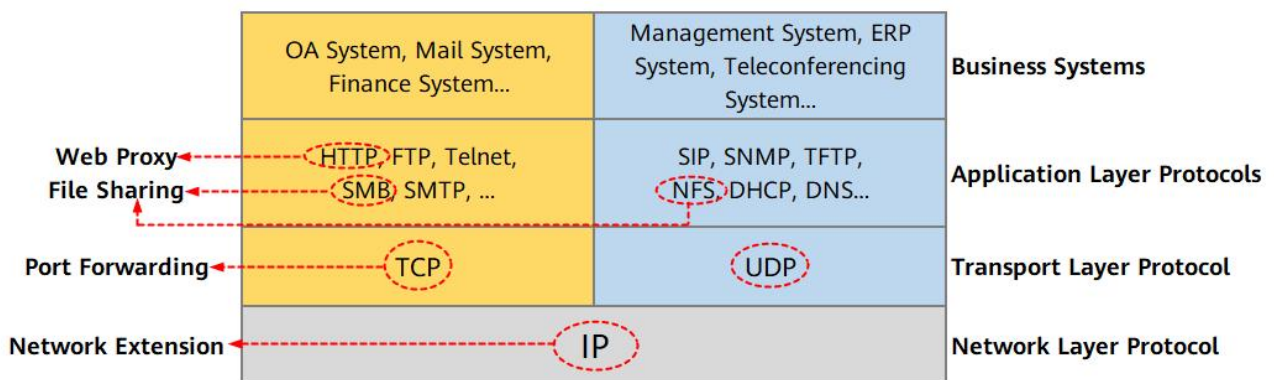 OA System, Mail System,
Finance System...
Management System, ERP
System, Teleconferencing
System...
Business Systems
Web Proxy
File Sharing
HTTP, FTP, Telnet,
SMB, SMTP, ...
SIP, SNMP, TFTP,
NFS, DHCP, DNS...
Application Layer Protocols
Port Forwarding
TCP
UDP
Transport Layer Protocol
Network Extension
IP
Network Layer Protocol